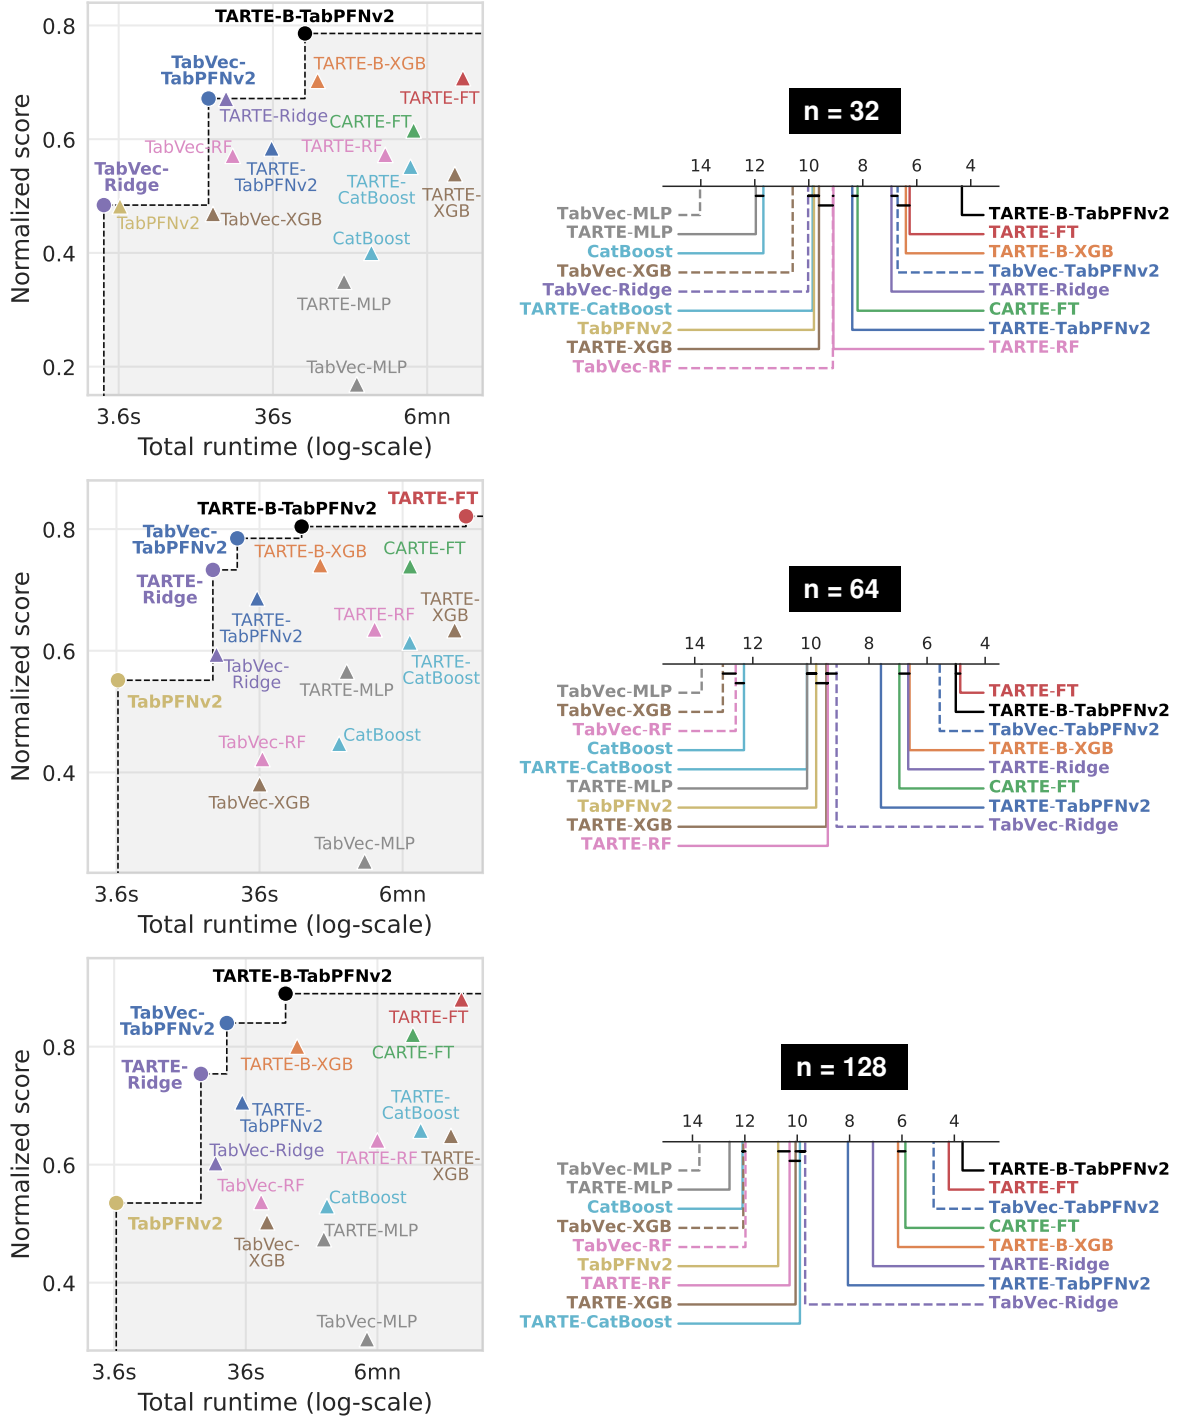 TARTE-B-TabPFNv2
0.8
TabVec-
TabPFNv2
TARTE-B-XGB
TARTE-FT
TARTE-Ridge
CARTE-FT
0.6
TabVec-RF
TARTE-RF
TabVec-
Ridge
TARTE-
TabPFNv2
TARTE-
CatBoost
TARTE-
XGB
TabPFNv2
TabVec-XGB
CatBoost
0.4
TARTE-MLP
TabVec-MLP
0.2
Normalized score
3.6s 36s 6mn
Total runtime (log-scale)
n = 32
14 12 10 8 6 4
TabVec-MLP
TARTE-MLP
CatBoost
TabVec-XGB
TabVec-Ridge
TARTE-CatBoost
TabPFNv2
TARTE-XGB
TabVec-RF
TARTE-B-TabPFNv2
TARTE-FT
TARTE-B-XGB
TabVec-TabPFNv2
TARTE-Ridge
CARTE-FT
TARTE-TabPFNv2
TARTE-RF
TARTE-FT
TARTE-B-TabPFNv2
0.8
TabVec-
TabPFNv2
TARTE-B-XGB
CARTE-FT
TARTE-
Ridge
TARTE-
XGB
TARTE-RF
TARTE-
TabPFNv2
0.6
TabVec-
Ridge
TARTE-
CatBoost
TARTE-MLP
TabPFNv2
TabVec-RF
CatBoost
0.4
TabVec-XGB
TabVec-MLP
Normalized score
3.6s 36s 6mn
Total runtime (log-scale)
n = 64
14 12 10 8 6 4
TabVec-MLP
TabVec-XGB
TabVec-RF
CatBoost
TARTE-CatBoost
TARTE-MLP
TabPFNv2
TARTE-XGB
TARTE-RF
TARTE-FT
TARTE-B-TabPFNv2
TabVec-TabPFNv2
TARTE-B-XGB
TARTE-Ridge
CARTE-FT
TARTE-TabPFNv2
TabVec-Ridge
TARTE-B-TabPFNv2
TabVec-
TabPFNv2
TARTE-FT
0.8
CARTE-FT
TARTE-B-XGB
TARTE-
Ridge
TARTE-
CatBoost
TARTE-
TabPFNv2
TabVec-Ridge
TARTE-RF
TARTE-
XGB
0.6
TabVec-RF
CatBoost
TabPFNv2
TARTE-MLP
TabVec-
XGB
0.4
TabVec-MLP
Normalized score
3.6s 36s 6mn
Total runtime (log-scale)
n = 128
14 12 10 8 6 4
TabVec-MLP
TARTE-MLP
CatBoost
TabVec-XGB
TabVec-RF
TabPFNv2
TARTE-RF
TARTE-XGB
TARTE-CatBoost
TARTE-B-TabPFNv2
TARTE-FT
TabVec-TabPFNv2
CARTE-FT
TARTE-B-XGB
TARTE-Ridge
TARTE-TabPFNv2
TabVec-Ridge